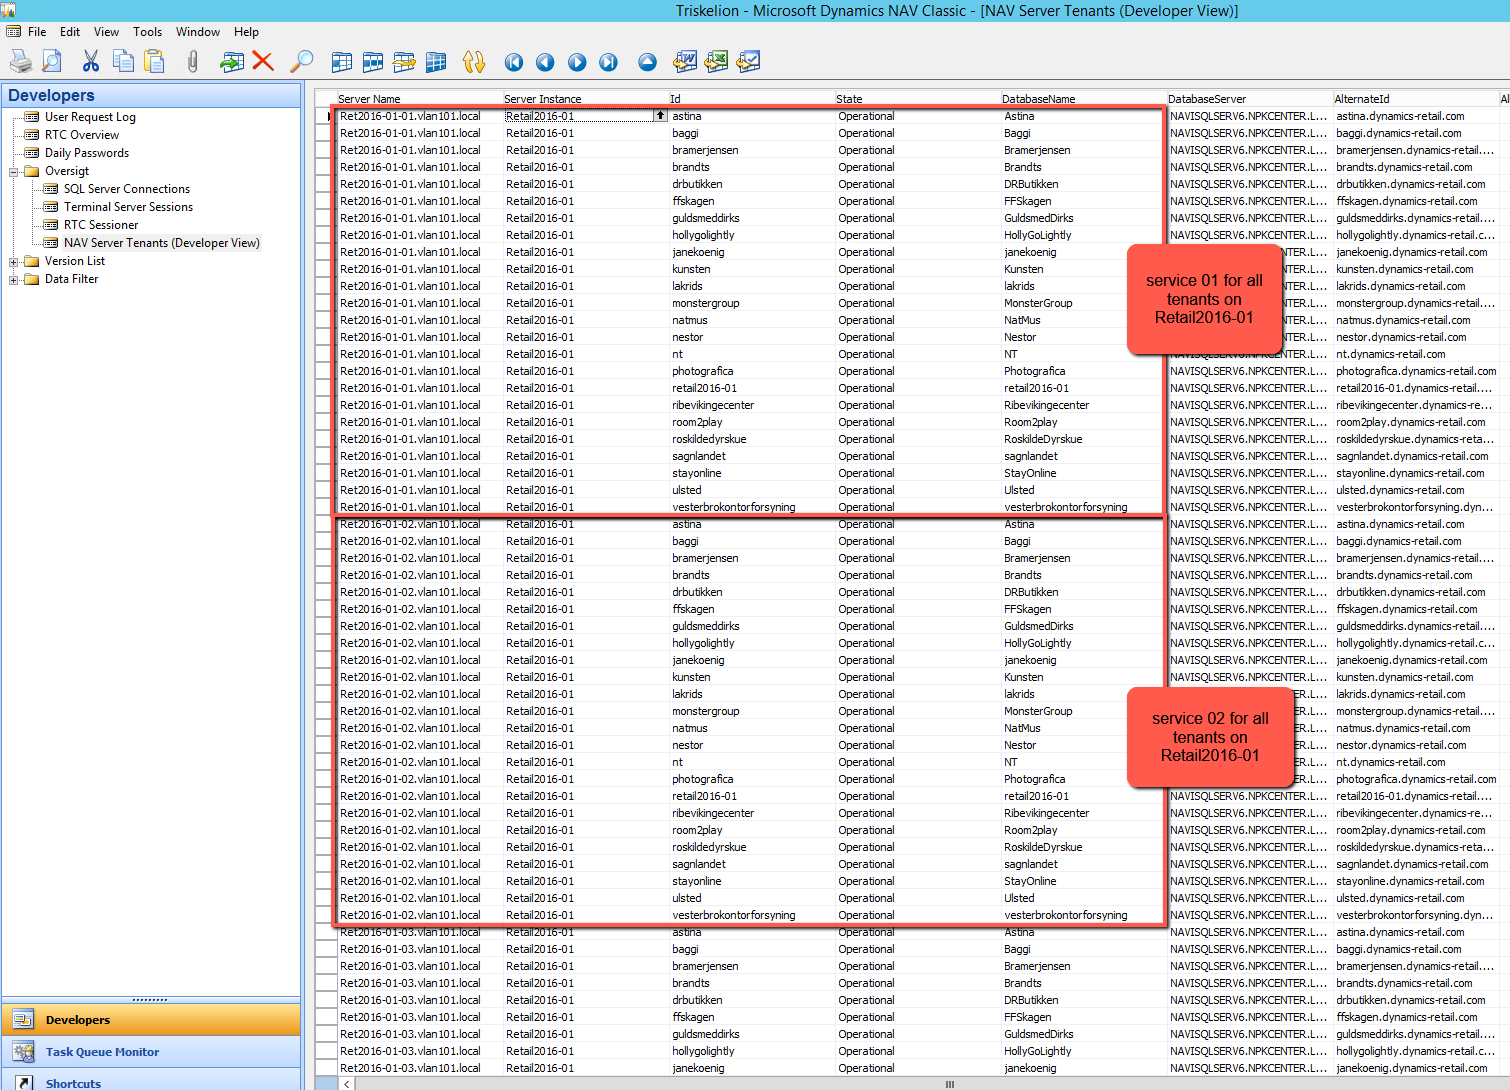 Triskelion - Microsoft Dynamics NAV Classic - [NAV Server Tenants (Developer View)]
File Edit View Tools Window Help
Developers
User Request Log
RTC Overview
Daily Passwords
Oversigt
SQL Server Connections
Terminal Server Sessions
RTC Sessioner
NAV Server Tenants (Developer View)
Version List
Data Filter
Developers
Task Queue Monitor
Shortcuts
Server Name Server Instance Id State DatabaseName DatabaseServer AlternateId Al
Ret2016-01-01.vlan101.local Retail2016-01 astina Operational Astina NAVISQLSERV6.NPKCENTER.L... astina.dynamics-retail.com
Ret2016-01-01.vlan101.local Retail2016-01 baggi Operational Baggi NAVISQLSERV6.NPKCENTER.L... baggi.dynamics-retail.com
Ret2016-01-01.vlan101.local Retail2016-01 bramerjensen Operational Bramerjensen NAVISQLSERV6.NPKCENTER.L... bramerjensen.dynamics-retail....
Ret2016-01-01.vlan101.local Retail2016-01 brandts Operational Brandts NAVISQLSERV6.NPKCENTER.L... brandts.dynamics-retail.com
Ret2016-01-01.vlan101.local Retail2016-01 drbutikken Operational DRButikken NAVISQLSERV6.NPKCENTER.L... drbutikken.dynamics-retail.com
Ret2016-01-01.vlan101.local Retail2016-01 ffskagen Operational FFSkagen NAVISQLSERV6.NPKCENTER.L... ffskagen.dynamics-retail.com
Ret2016-01-01.vlan101.local Retail2016-01 guldsmeddirks Operational GuldsmedDirks NAVISQLSERV6.NPKCENTER.L... guldsmeddirks.dynamics-retail....
Ret2016-01-01.vlan101.local Retail2016-01 hollygolightly Operational HollyGoLightly NAVISQLSERV6.NPKCENTER.L... hollygolightly.dynamics-retail.c...
Ret2016-01-01.vlan101.local Retail2016-01 janekoenig Operational janekoenig ER.L... janekoenig.dynamics-retail.com
Ret2016-01-01.vlan101.local Retail2016-01 kunsten Operational Kunsten ER.L... kunsten.dynamics-retail.com
Ret2016-01-01.vlan101.local Retail2016-01 lakrids Operational lakrids ER.L... lakrids.dynamics-retail.com
Ret2016-01-01.vlan101.local Retail2016-01 monstergroup Operational MonsterGroup ER.L... monstergroup.dynamics-retail....
Ret2016-01-01.vlan101.local Retail2016-01 natmus Operational NatMus ER.L... natmus.dynamics-retail.com
Ret2016-01-01.vlan101.local Retail2016-01 nestor Operational Nestor ER.L... nestor.dynamics-retail.com
Ret2016-01-01.vlan101.local Retail2016-01 nt Operational NT NAVISQLSERV6.NPKCENTER.L... nt.dynamics-retail.com
Ret2016-01-01.vlan101.local Retail2016-01 photografica Operational Photografica NAVISQLSERV6.NPKCENTER.L... photografica.dynamics-retail.com
Ret2016-01-01.vlan101.local Retail2016-01 retail2016-01 Operational retail2016-01 NAVISQLSERV6.NPKCENTER.L... retail2016-01.dynamics-retail....
Ret2016-01-01.vlan101.local Retail2016-01 ribevikingecenter Operational Ribevikingecenter NAVISQLSERV6.NPKCENTER.L... ribevikingecenter.dynamics-re...
Ret2016-01-01.vlan101.local Retail2016-01 room2play Operational Room2play NAVISQLSERV6.NPKCENTER.L... room2play.dynamics-retail.com
Ret2016-01-01.vlan101.local Retail2016-01 roskildedyrskue Operational RoskildeDyrskue NAVISQLSERV6.NPKCENTER.L... roskildedyrskue.dynamics-reta...
Ret2016-01-01.vlan101.local Retail2016-01 sagnlandet Operational sagnlandet NAVISQLSERV6.NPKCENTER.L... sagnlandet.dynamics-retail.com
Ret2016-01-01.vlan101.local Retail2016-01 stayonline Operational StayOnline NAVISQLSERV6.NPKCENTER.L... stayonline.dynamics-retail.com
Ret2016-01-01.vlan101.local Retail2016-01 ulsted Operational Ulsted NAVISQLSERV6.NPKCENTER.L... ulsted.dynamics-retail.com
Ret2016-01-01.vlan101.local Retail2016-01 vesterbrokontorforsyning Operational vesterbrokontorforsyning NAVISQLSERV6.NPKCENTER.L... vesterbrokontorforsyning.dyn...
service 01 for all
tenants on
Retail2016-01
Ret2016-01-02.vlan101.local Retail2016-01 astina Operational Astina NAVISQLSERV6.NPKCENTER.L... astina.dynamics-retail.com
Ret2016-01-02.vlan101.local Retail2016-01 baggi Operational Baggi NAVISQLSERV6.NPKCENTER.L... baggi.dynamics-retail.com
Ret2016-01-02.vlan101.local Retail2016-01 bramerjensen Operational Bramerjensen NAVISQLSERV6.NPKCENTER.L... bramerjensen.dynamics-retail....
Ret2016-01-02.vlan101.local Retail2016-01 brandts Operational Brandts NAVISQLSERV6.NPKCENTER.L... brandts.dynamics-retail.com
Ret2016-01-02.vlan101.local Retail2016-01 drbutikken Operational DRButikken NAVISQLSERV6.NPKCENTER.L... drbutikken.dynamics-retail.com
Ret2016-01-02.vlan101.local Retail2016-01 ffskagen Operational FFSkagen NAVISQLSERV6.NPKCENTER.L... ffskagen.dynamics-retail.com
Ret2016-01-02.vlan101.local Retail2016-01 guldsmeddirks Operational GuldsmedDirks NAVISQLSERV6.NPKCENTER.L... guldsmeddirks.dynamics-retail....
Ret2016-01-02.vlan101.local Retail2016-01 hollygolightly Operational HollyGoLightly NAVISQLSERV6.NPKCENTER.L... hollygolightly.dynamics-retail.c...
Ret2016-01-02.vlan101.local Retail2016-01 janekoenig Operational janekoenig NAVISQLSERV6.NPKCENTER.L... janekoenig.dynamics-retail.com
Ret2016-01-02.vlan101.local Retail2016-01 kunsten Operational Kunsten NAVISQLSERV6.NPKCENTER.L... kunsten.dynamics-retail.com
Ret2016-01-02.vlan101.local Retail2016-01 lakrids Operational lakrids ER.L... lakrids.dynamics-retail.com
Ret2016-01-02.vlan101.local Retail2016-01 monstergroup Operational MonsterGroup ER.L... monstergroup.dynamics-retail....
Ret2016-01-02.vlan101.local Retail2016-01 natmus Operational NatMus ER.L... natmus.dynamics-retail.com
Ret2016-01-02.vlan101.local Retail2016-01 nestor Operational Nestor ER.L... nestor.dynamics-retail.com
Ret2016-01-02.vlan101.local Retail2016-01 nt Operational NT ER.L... nt.dynamics-retail.com
Ret2016-01-02.vlan101.local Retail2016-01 photografica Operational Photografica ER.L... photografica.dynamics-retail.com
Ret2016-01-02.vlan101.local Retail2016-01 retail2016-01 Operational retail2016-01 NAVISQLSERV6.NPKCENTER.L... retail2016-01.dynamics-retail....
Ret2016-01-02.vlan101.local Retail2016-01 ribevikingecenter Operational Ribevikingecenter NAVISQLSERV6.NPKCENTER.L... ribevikingecenter.dynamics-re...
Ret2016-01-02.vlan101.local Retail2016-01 room2play Operational Room2play NAVISQLSERV6.NPKCENTER.L... room2play.dynamics-retail.com
Ret2016-01-02.vlan101.local Retail2016-01 roskildedyrskue Operational RoskildeDyrskue NAVISQLSERV6.NPKCENTER.L... roskildedyrskue.dynamics-reta...
Ret2016-01-02.vlan101.local Retail2016-01 sagnlandet Operational sagnlandet NAVISQLSERV6.NPKCENTER.L... sagnlandet.dynamics-retail.com
Ret2016-01-02.vlan101.local Retail2016-01 stayonline Operational StayOnline NAVISQLSERV6.NPKCENTER.L... stayonline.dynamics-retail.com
Ret2016-01-02.vlan101.local Retail2016-01 ulsted Operational Ulsted NAVISQLSERV6.NPKCENTER.L... ulsted.dynamics-retail.com
Ret2016-01-02.vlan101.local Retail2016-01 vesterbrokontorforsyning Operational vesterbrokontorforsyning NAVISQLSERV6.NPKCENTER.L... vesterbrokontorforsyning.dyn...
service 02 for all
tenants on
Retail2016-01
Ret2016-01-03.vlan101.local Retail2016-01 astina Operational Astina NAVISQLSERV6.NPKCENTER.L... astina.dynamics-retail.com
Ret2016-01-03.vlan101.local Retail2016-01 baggi Operational Baggi NAVISQLSERV6.NPKCENTER.L... baggi.dynamics-retail.com
Ret2016-01-03.vlan101.local Retail2016-01 bramerjensen Operational Bramerjensen NAVISQLSERV6.NPKCENTER.L... bramerjensen.dynamics-retail....
Ret2016-01-03.vlan101.local Retail2016-01 brandts Operational Brandts NAVISQLSERV6.NPKCENTER.L... brandts.dynamics-retail.com
Ret2016-01-03.vlan101.local Retail2016-01 drbutikken Operational DRButikken NAVISQLSERV6.NPKCENTER.L... drbutikken.dynamics-retail.com
Ret2016-01-03.vlan101.local Retail2016-01 ffskagen Operational FFSkagen NAVISQLSERV6.NPKCENTER.L... ffskagen.dynamics-retail.com
Ret2016-01-03.vlan101.local Retail2016-01 guldsmeddirks Operational GuldsmedDirks NAVISQLSERV6.NPKCENTER.L... guldsmeddirks.dynamics-retail....
Ret2016-01-03.vlan101.local Retail2016-01 hollygolightly Operational HollyGoLightly NAVISQLSERV6.NPKCENTER.L... hollygolightly.dynamics-retail.c...
Ret2016-01-03.vlan101.local Retail2016-01 janekoenig Operational janekoenig NAVISQLSERV6.NPKCENTER.L... janekoenig.dynamics-retail.com